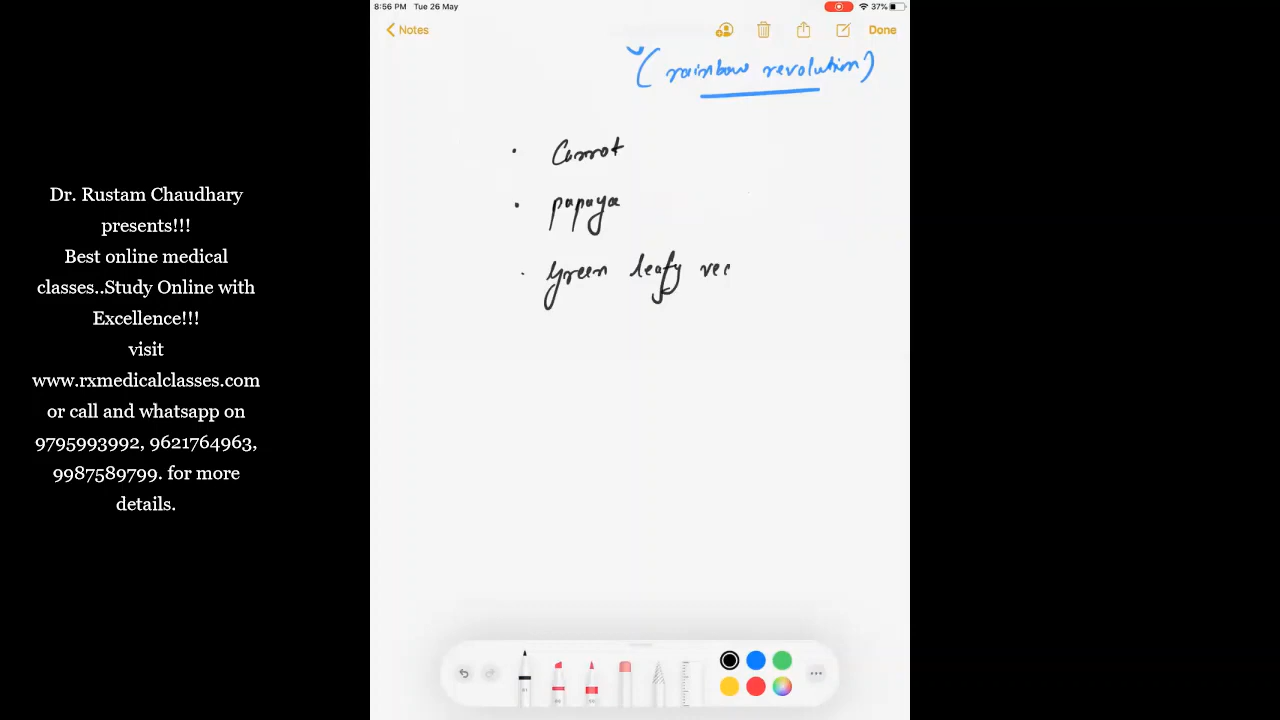 8:56 PM Tue 26 May
37%
Notes
Done
(rainbow revolution)
• Carrot
• papaya
• Green leafy vec
Dr. Rustam Chaudhary
presents!!!
Best online medical
classes..Study Online with
Excellence!!!
visit
www.rxmedicalclasses.com
or call and whatsapp on
9795993992, 9621764963,
9987589799. for more
details.